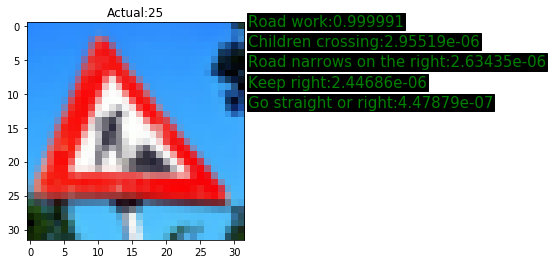 Actual:25
Road work:0.999991
Children crossing:2.95519e-06
Road narrows on the right:2.63435e-06
Keep right:2.44686e-06
Go straight or right:4.47879e-07
0
5
10
15
20
25
30
0 5 10 15 20 25 30